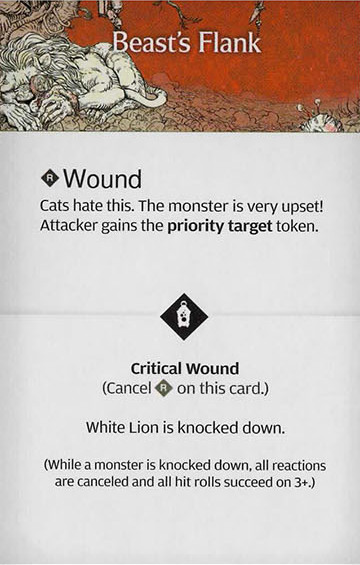 Beast's Flank
R Wound
Cats hate this. The monster is very upset!
Attacker gains the priority target token.
Critical Wound
(Cancel R on this card.)
White Lion is knocked down.
(While a monster is knocked down, all reactions
are canceled and all hit rolls succeed on 3+.)